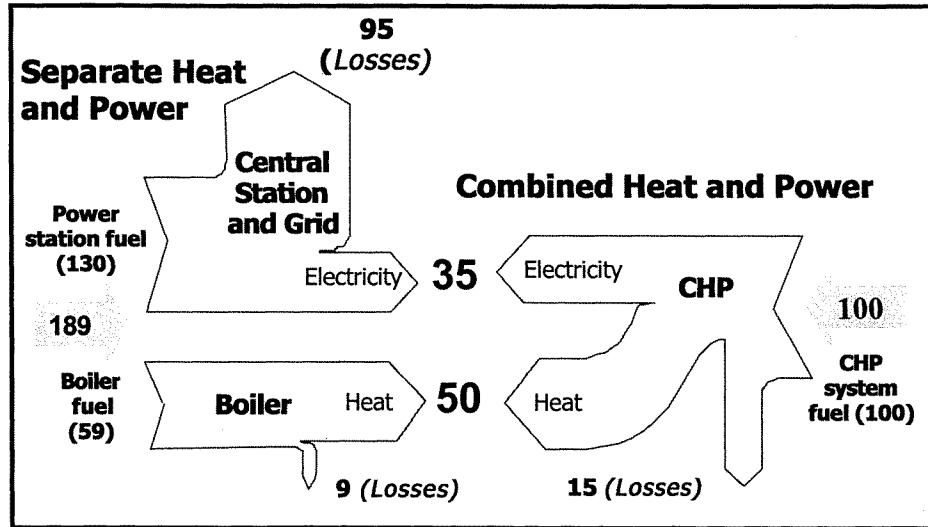 95
(Losses)
Separate Heat
and Power
Central
Station
and Grid
Combined Heat and Power
Power
station fuel
(130)
Electricity
35
Electricity
CHP
189
100
Boiler
fuel
(59)
Boiler
Heat
50
Heat
CHP
system
fuel (100)
9 (Losses)
15 (Losses)